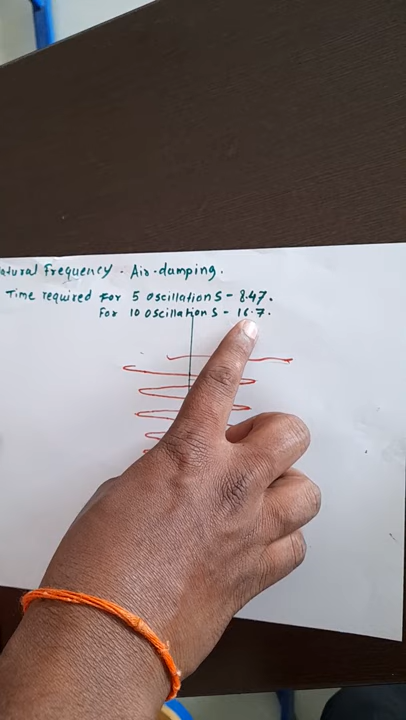 atural Frequency - Air-damping.
Time required for 5 oscillations - 8.47.
For 10 oscillations - 16.7.